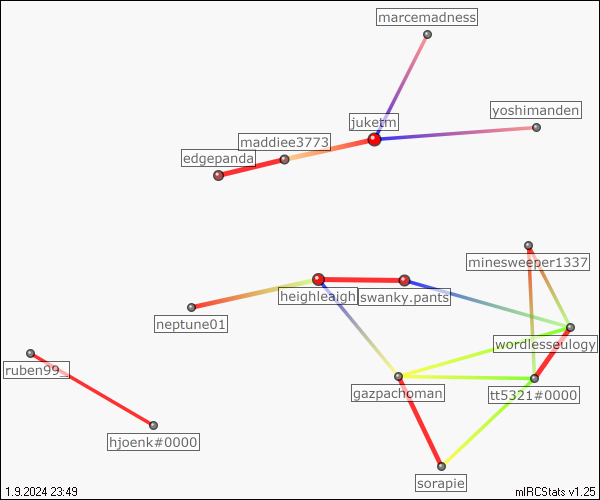 marcemadness
yoshimanden
juketm
maddiee3773
edgepanda
minesweeper1337
heighleaigh
swanky.pants
neptune01
wordlesseulogy
ruben99_
gazpachoman
tt5321#0000
hjoenk#0000
sorapie
1.9.2024 23:49
mIRCStats v1.25